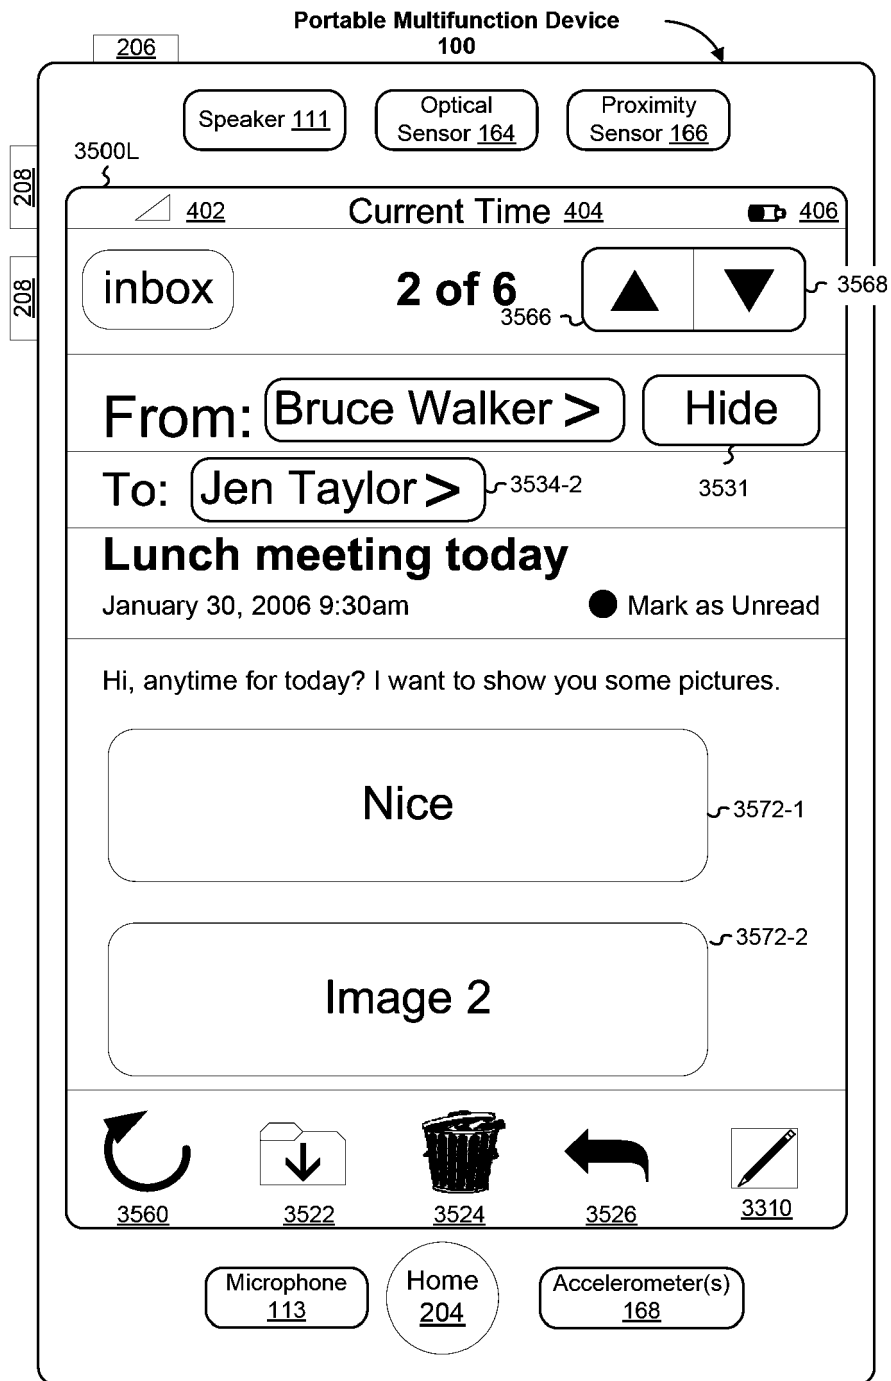 Portable Multifunction Device
100
206
Speaker 111
Optical
Sensor 164
Proximity
Sensor 166
3500L
208
208
402
Current Time 404
406
inbox
2 of 6
3566
3568
From: Bruce Walker >
Hide
3531
To: Jen Taylor >
3534-2
Lunch meeting today
January 30, 2006 9:30am
Mark as Unread
Hi, anytime for today? I want to show you some pictures.
Nice
3572-1
3572-2
Image 2
3560
3522
3524
3526
3310
Microphone
113
Home
204
Accelerometer(s)
168